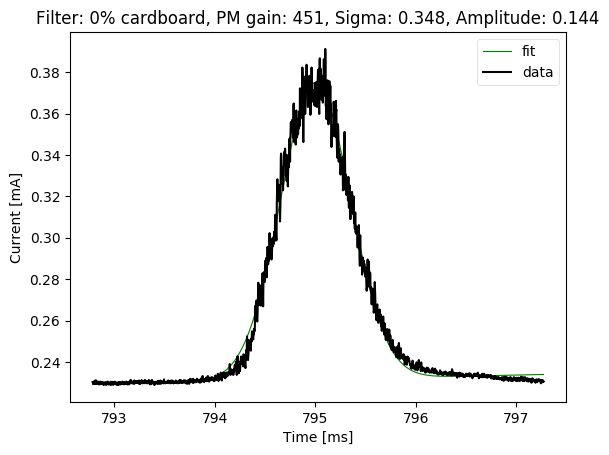 Filter: 0% cardboard, PM gain: 451, Sigma: 0.348, Amplitude: 0.144
fit
data
0.38
0.36
0.34
0.32
0.30
0.28
0.26
0.24
Current [mA]
793 794 795 796 797
Time [ms]